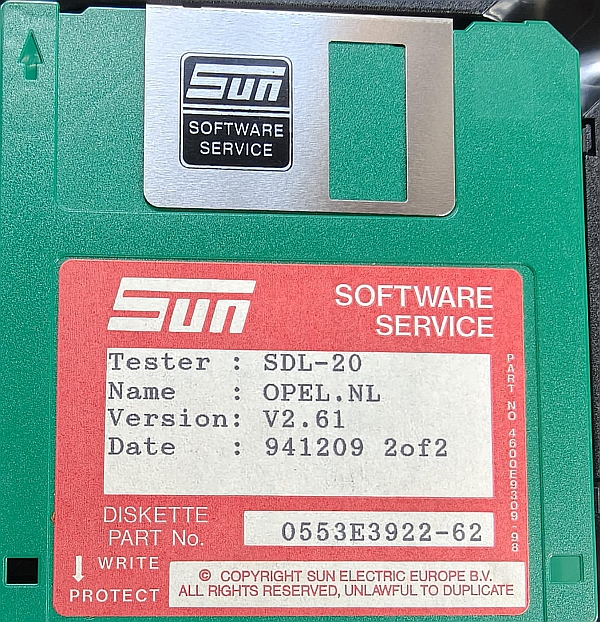 Sun
SOFTWARE
SERVICE
Sun
SOFTWARE
SERVICE
Tester : SDL-20
Name : OPEL.NL
Version: V2.61
Date : 941209 2of2
PART NO 4600E9309-98
DISKETTE
PART No.
0553E3922-62
WRITE
PROTECT
© COPYRIGHT SUN ELECTRIC EUROPE B.V.
ALL RIGHTS RESERVED, UNLAWFUL TO DUPLICATE